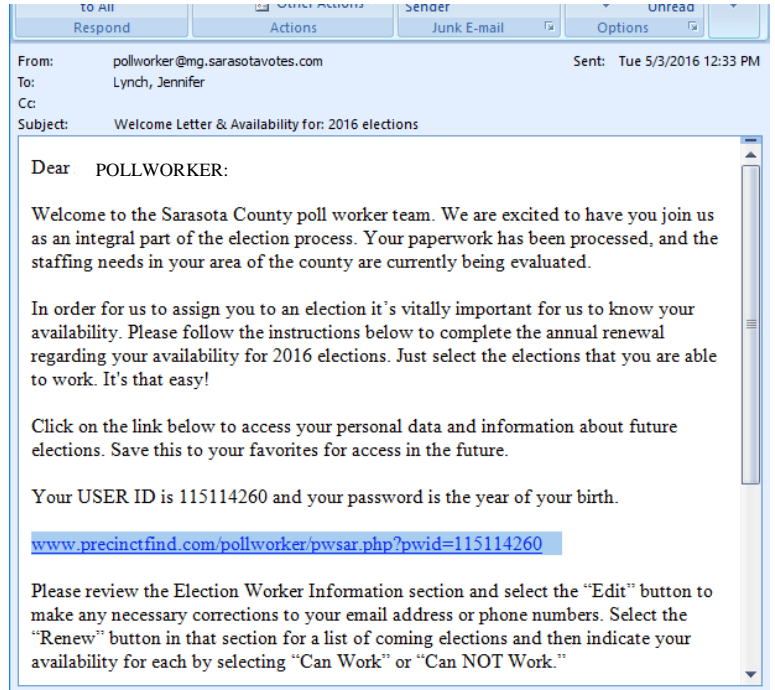 to All
Other Actions
Sender
Unread
Respond
Actions
Junk E-mail
Options
From: pollworker@mg.sarasotavotes.com Sent: Tue 5/3/2016 12:33 PM
To: Lynch, Jennifer
Cc:
Subject: Welcome Letter & Availability for: 2016 elections
Dear POLLWORKER:
Welcome to the Sarasota County poll worker team. We are excited to have you join us
as an integral part of the election process. Your paperwork has been processed, and the
staffing needs in your area of the county are currently being evaluated.
In order for us to assign you to an election it’s vitally important for us to know your
availability. Please follow the instructions below to complete the annual renewal
regarding your availability for 2016 elections. Just select the elections that you are able
to work. It's that easy!
Click on the link below to access your personal data and information about future
elections. Save this to your favorites for access in the future.
Your USER ID is 115114260 and your password is the year of your birth.
www.precinctfind.com/pollworker/pwsar.php?pwid=115114260
Please review the Election Worker Information section and select the “Edit” button to
make any necessary corrections to your email address or phone numbers. Select the
“Renew” button in that section for a list of coming elections and then indicate your
availability for each by selecting “Can Work” or “Can NOT Work.”